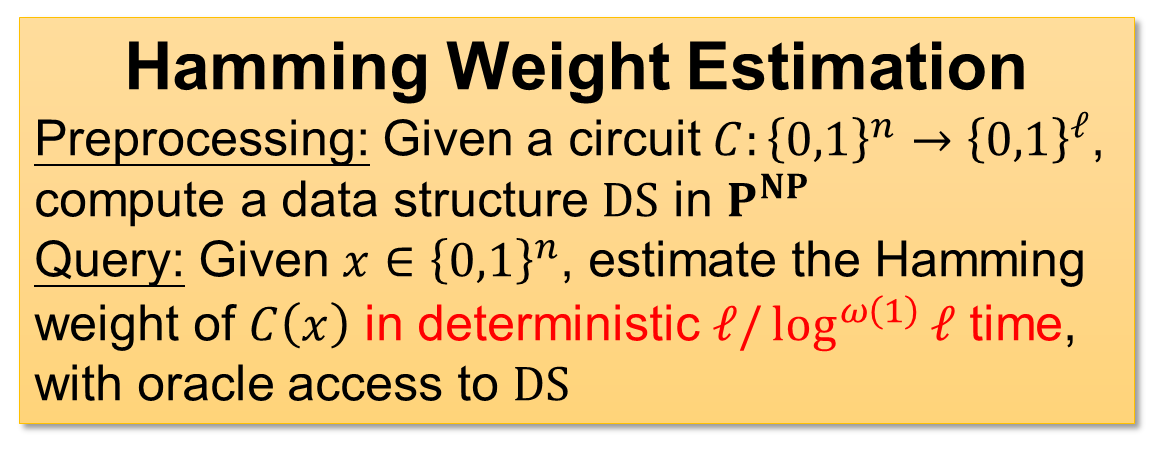 Hamming Weight Estimation
Preprocessing: Given a circuit 𝐶: {0,1}ⁿ → {0,1}^ℓ,
compute a data structure DS in 𝐏^𝐍𝐏
Query: Given 𝑥 ∈ {0,1}ⁿ, estimate the Hamming
weight of 𝐶(𝑥) in deterministic ℓ/ log^𝜔(1) ℓ time,
with oracle access to DS